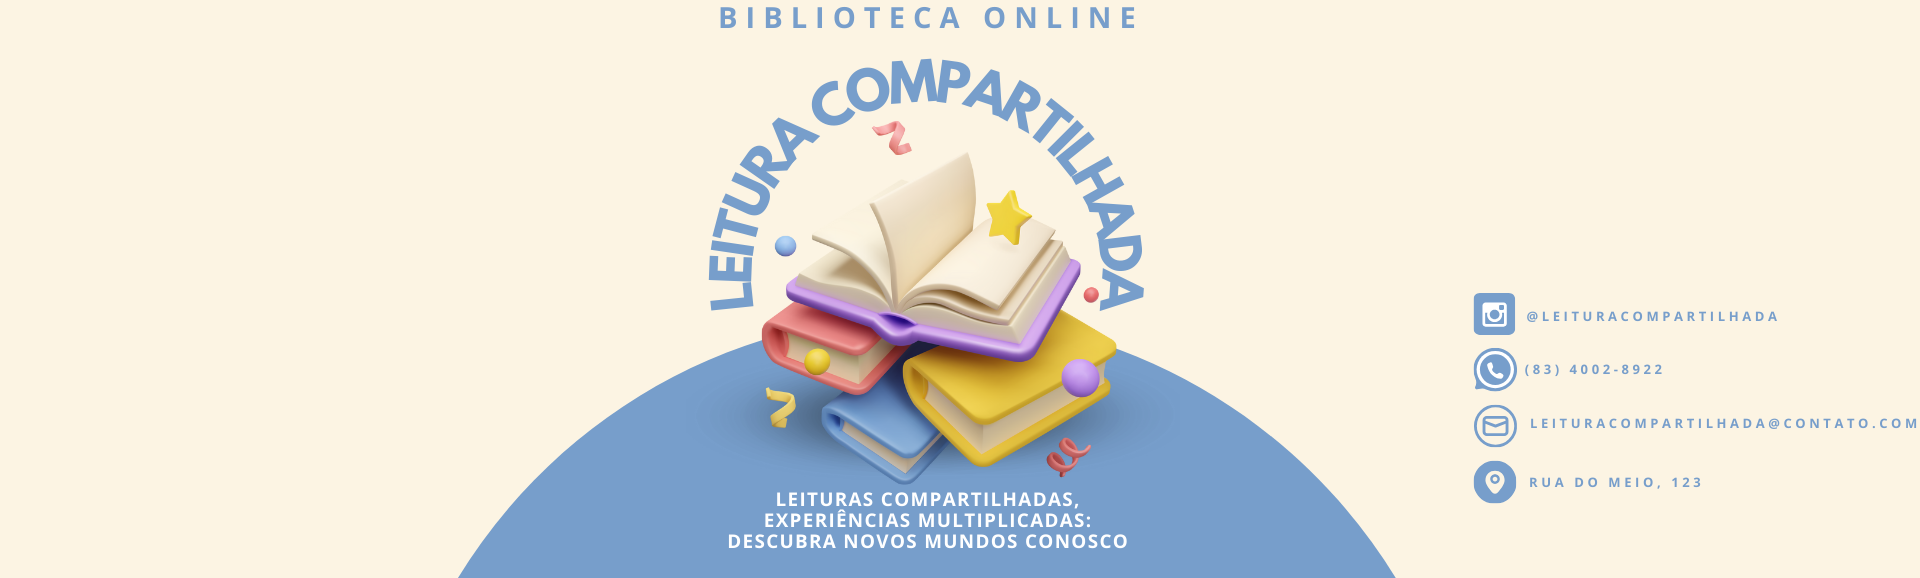 BIBLIOTECA ONLINE
LEITURA COMPARTILHADA
@LEITURACOMPARTILHADA
(83) 4002-8922
LEITURACOMPARTILHADA@CONTATO.COM
RUA DO MEIO, 123
LEITURAS COMPARTILHADAS,
EXPERIÊNCIAS MULTIPLICADAS:
DESCUBRA NOVOS MUNDOS CONOSCO